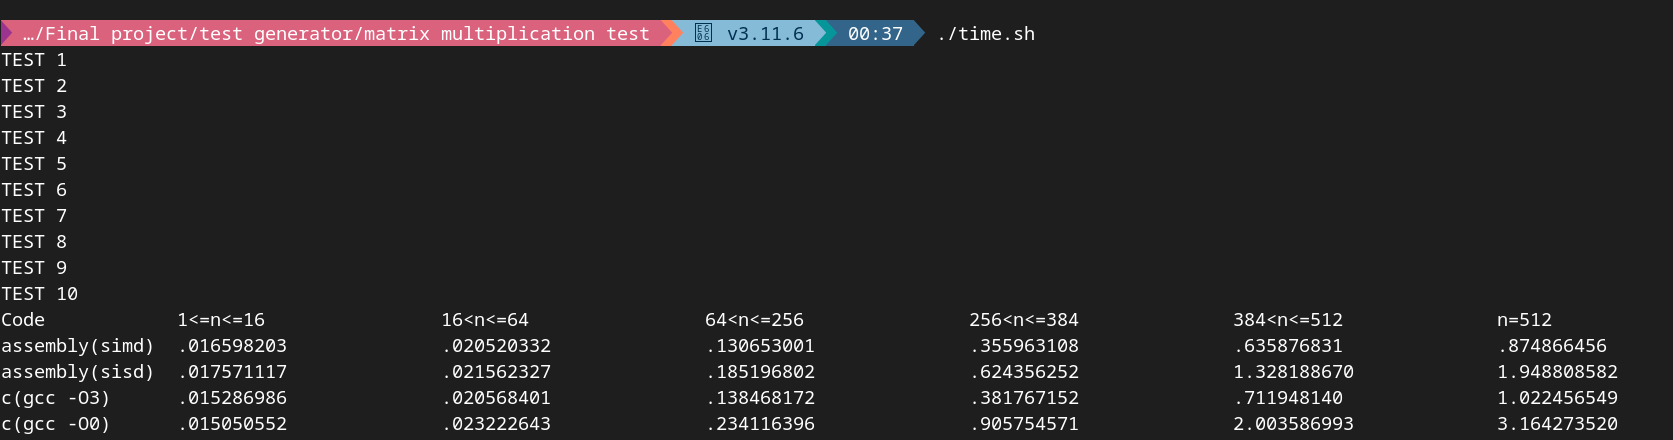 …/Final project/test generator/matrix multiplication test v3.11.6 00:37 ./time.sh
TEST 1
TEST 2
TEST 3
TEST 4
TEST 5
TEST 6
TEST 7
TEST 8
TEST 9
TEST 10
Code 1<=n<=16 16<n<=64 64<n<=256 256<n<=384 384<n<=512 n=512
assembly(simd) .016598203 .020520332 .130653001 .355963108 .635876831 .874866456
assembly(sisd) .017571117 .021562327 .185196802 .624356252 1.328188670 1.948808582
c(gcc -O3) .015286986 .020568401 .138468172 .381767152 .711948140 1.022456549
c(gcc -O0) .015050552 .023222643 .234116396 .905754571 2.003586993 3.164273520